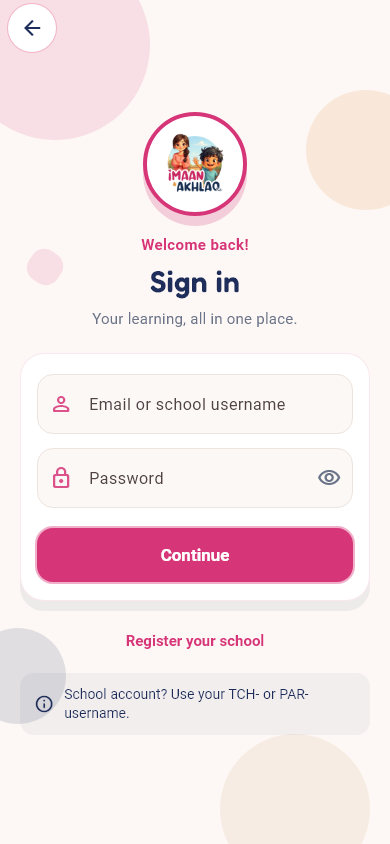 iMAAN
&AKHLAQ
Welcome back!
Sign in
Your learning, all in one place.
Email or school username
Password
Continue
Register your school
School account? Use your TCH- or PAR-
username.